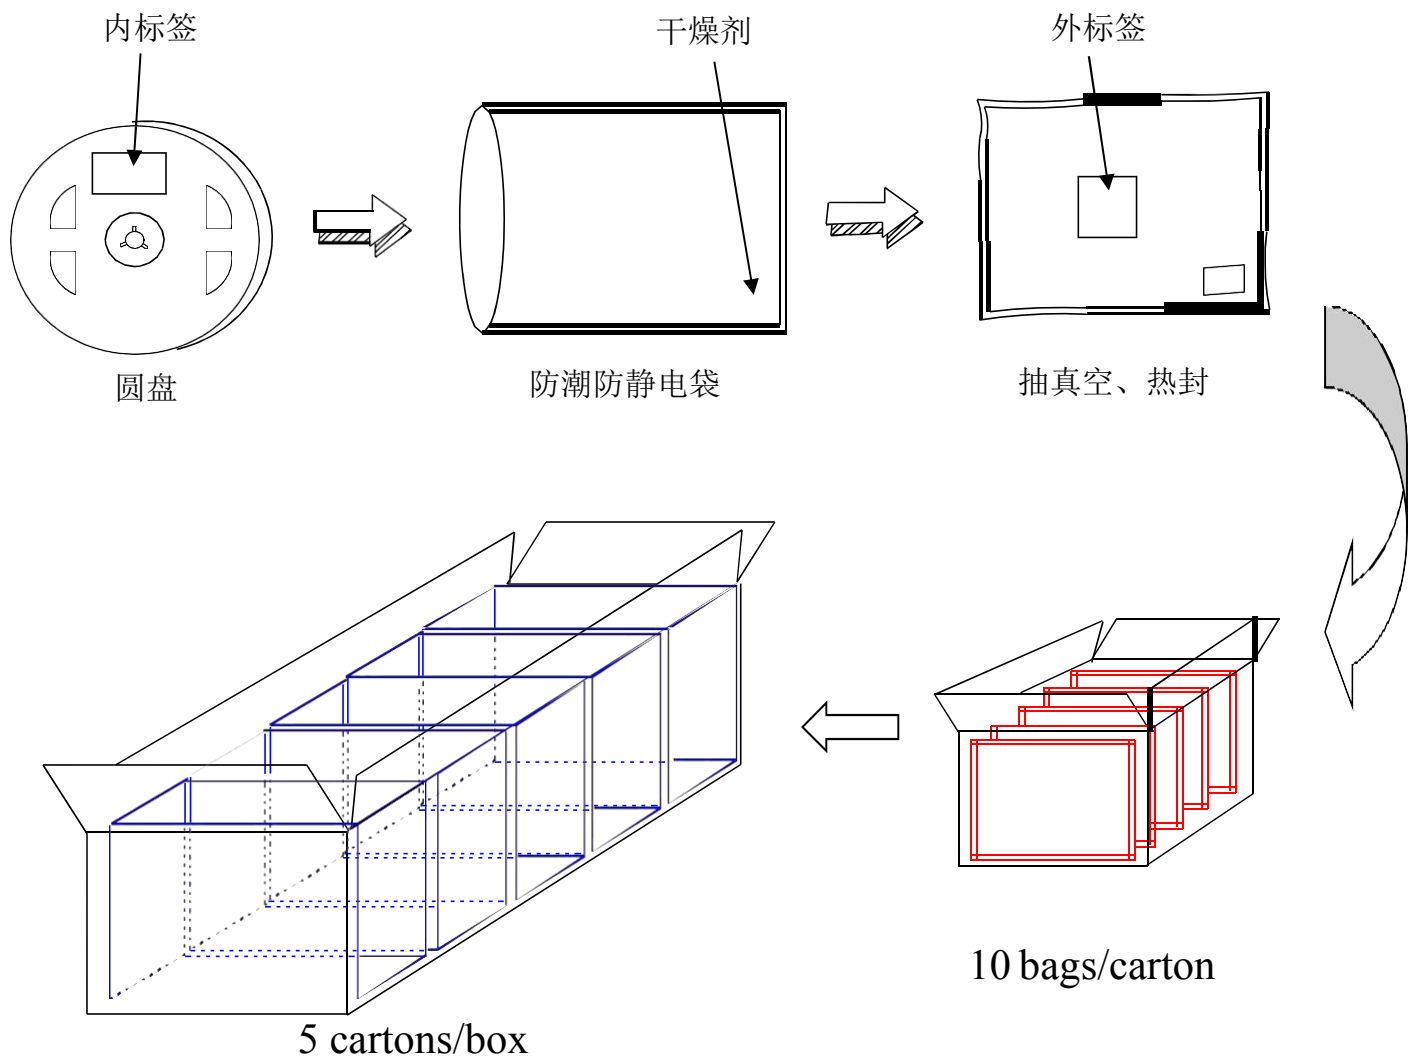 内标签
干燥剂
外标签
圆盘
防潮防静电袋
抽真空、热封
10 bags/carton
5 cartons/box